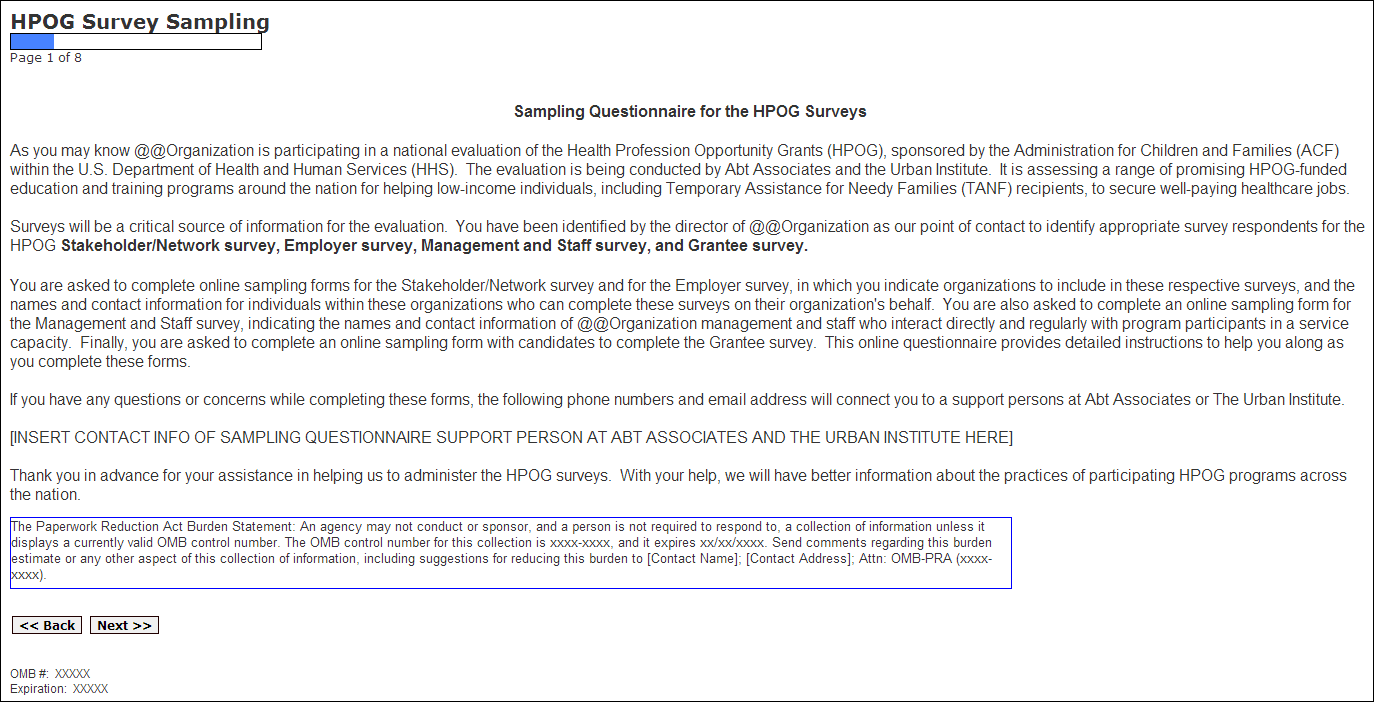 HPOG Survey Sampling
Page 1 of 8
Sampling Questionnaire for the HPOG Surveys
As you may know @@Organization is participating in a national evaluation of the Health Profession Opportunity Grants (HPOG), sponsored by the Administration for Children and Families (ACF)
within the U.S. Department of Health and Human Services (HHS).  The evaluation is being conducted by Abt Associates and the Urban Institute.  It is assessing a range of promising HPOG-funded
education and training programs around the nation for helping low-income individuals, including Temporary Assistance for Needy Families (TANF) recipients, to secure well-paying healthcare jobs.
Surveys will be a critical source of information for the evaluation.  You have been identified by the director of @@Organization as our point of contact to identify appropriate survey respondents for the
HPOG Stakeholder/Network survey, Employer survey, Management and Staff survey, and Grantee survey.
You are asked to complete online sampling forms for the Stakeholder/Network survey and for the Employer survey, in which you indicate organizations to include in these respective surveys, and the
names and contact information for individuals within these organizations who can complete these surveys on their organization's behalf.  You are also asked to complete an online sampling form for
the Management and Staff survey, indicating the names and contact information of @@Organization management and staff who interact directly and regularly with program participants in a service
capacity.  Finally, you are asked to complete an online sampling form with candidates to complete the Grantee survey.  This online questionnaire provides detailed instructions to help you along as
you complete these forms.
If you have any questions or concerns while completing these forms, the following phone numbers and email address will connect you to a support persons at Abt Associates or The Urban Institute.
[INSERT CONTACT INFO OF SAMPLING QUESTIONNAIRE SUPPORT PERSON AT ABT ASSOCIATES AND THE URBAN INSTITUTE HERE]
Thank you in advance for your assistance in helping us to administer the HPOG surveys.  With your help, we will have better information about the practices of participating HPOG programs across
the nation.
The Paperwork Reduction Act Burden Statement: An agency may not conduct or sponsor, and a person is not required to respond to, a collection of information unless it
displays a currently valid OMB control number. The OMB control number for this collection is xxxx-xxxx, and it expires xx/xx/xxxx. Send comments regarding this burden
estimate or any other aspect of this collection of information, including suggestions for reducing this burden to [Contact Name]; [Contact Address]; Attn: OMB-PRA (xxxx-
xxxx).
<< Back Next >>
OMB #:  XXXXX
Expiration:  XXXXX